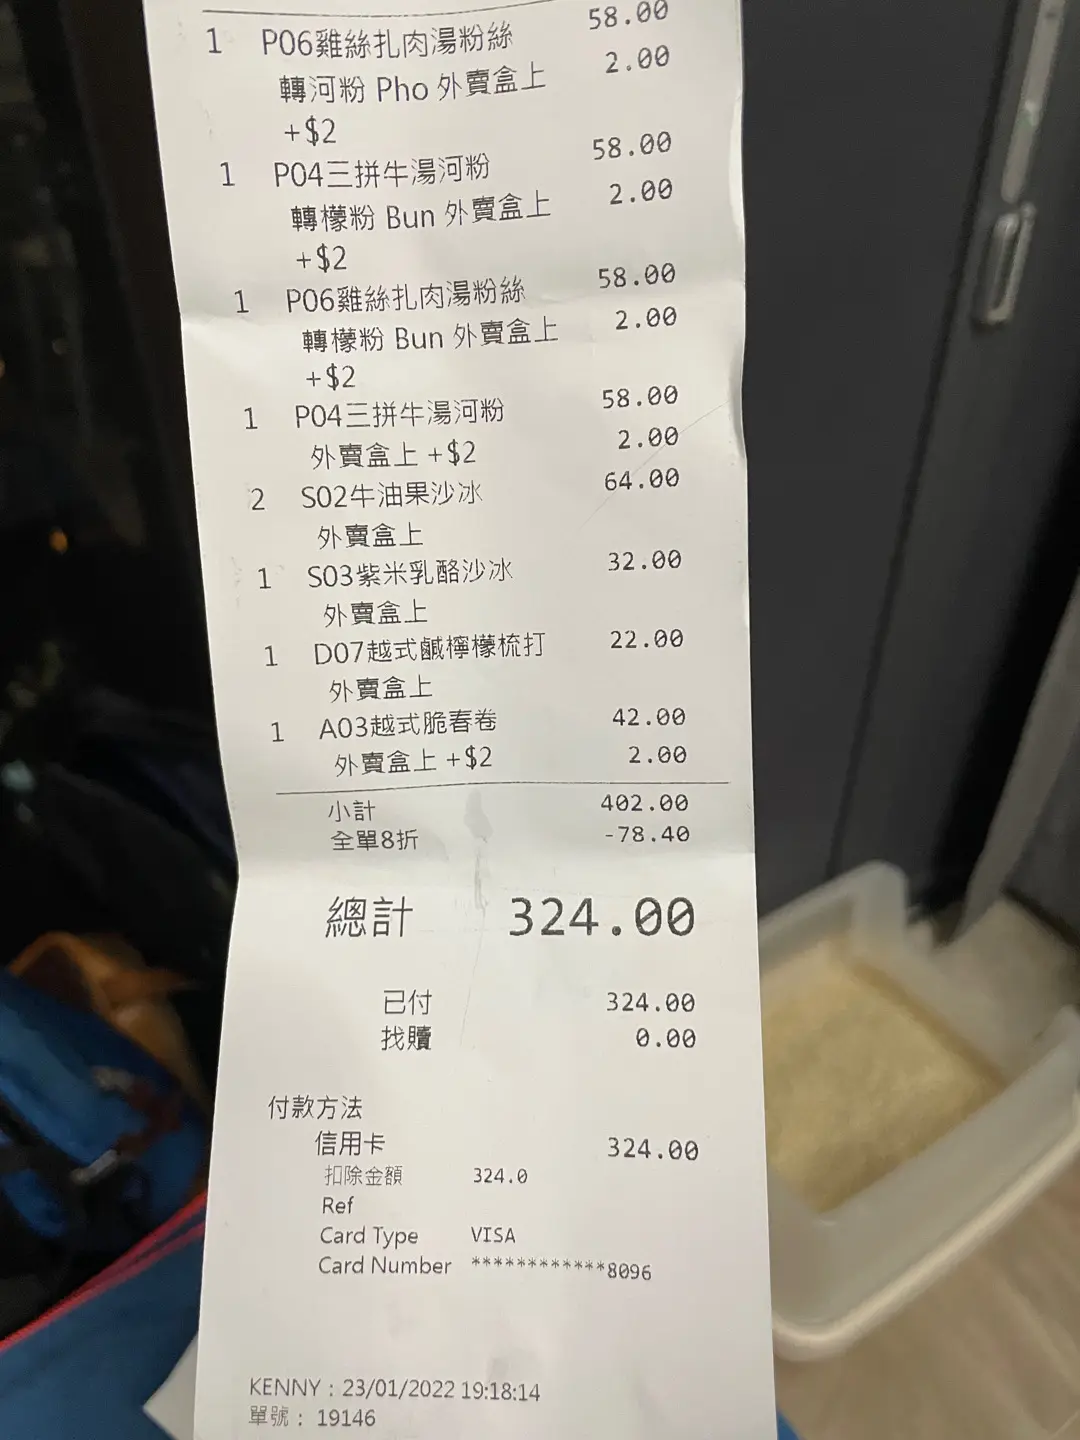 1 P06雞絲扎肉湯粉絲 58.00
轉河粉 Pho 外賣盒上 2.00
+$2
1 P04三拼牛湯河粉 58.00
轉檬粉 Bun 外賣盒上 2.00
+$2
1 P06雞絲扎肉湯粉絲 58.00
轉檬粉 Bun 外賣盒上 2.00
+$2
1 P04三拼牛湯河粉 58.00
外賣盒上 +$2 2.00
2 S02牛油果沙冰 64.00
外賣盒上
1 S03紫米乳酪沙冰 32.00
外賣盒上
1 D07越式鹹檸檬梳打 22.00
外賣盒上
1 A03越式脆春卷 42.00
外賣盒上 +$2 2.00
小計 402.00
全單8折 -78.40
總計 324.00
已付 324.00
找贖 0.00
付款方法
信用卡 324.00
扣除金額 324.0
Ref
Card Type VISA
Card Number ************8096
KENNY : 23/01/2022 19:18:14
單號 : 19146